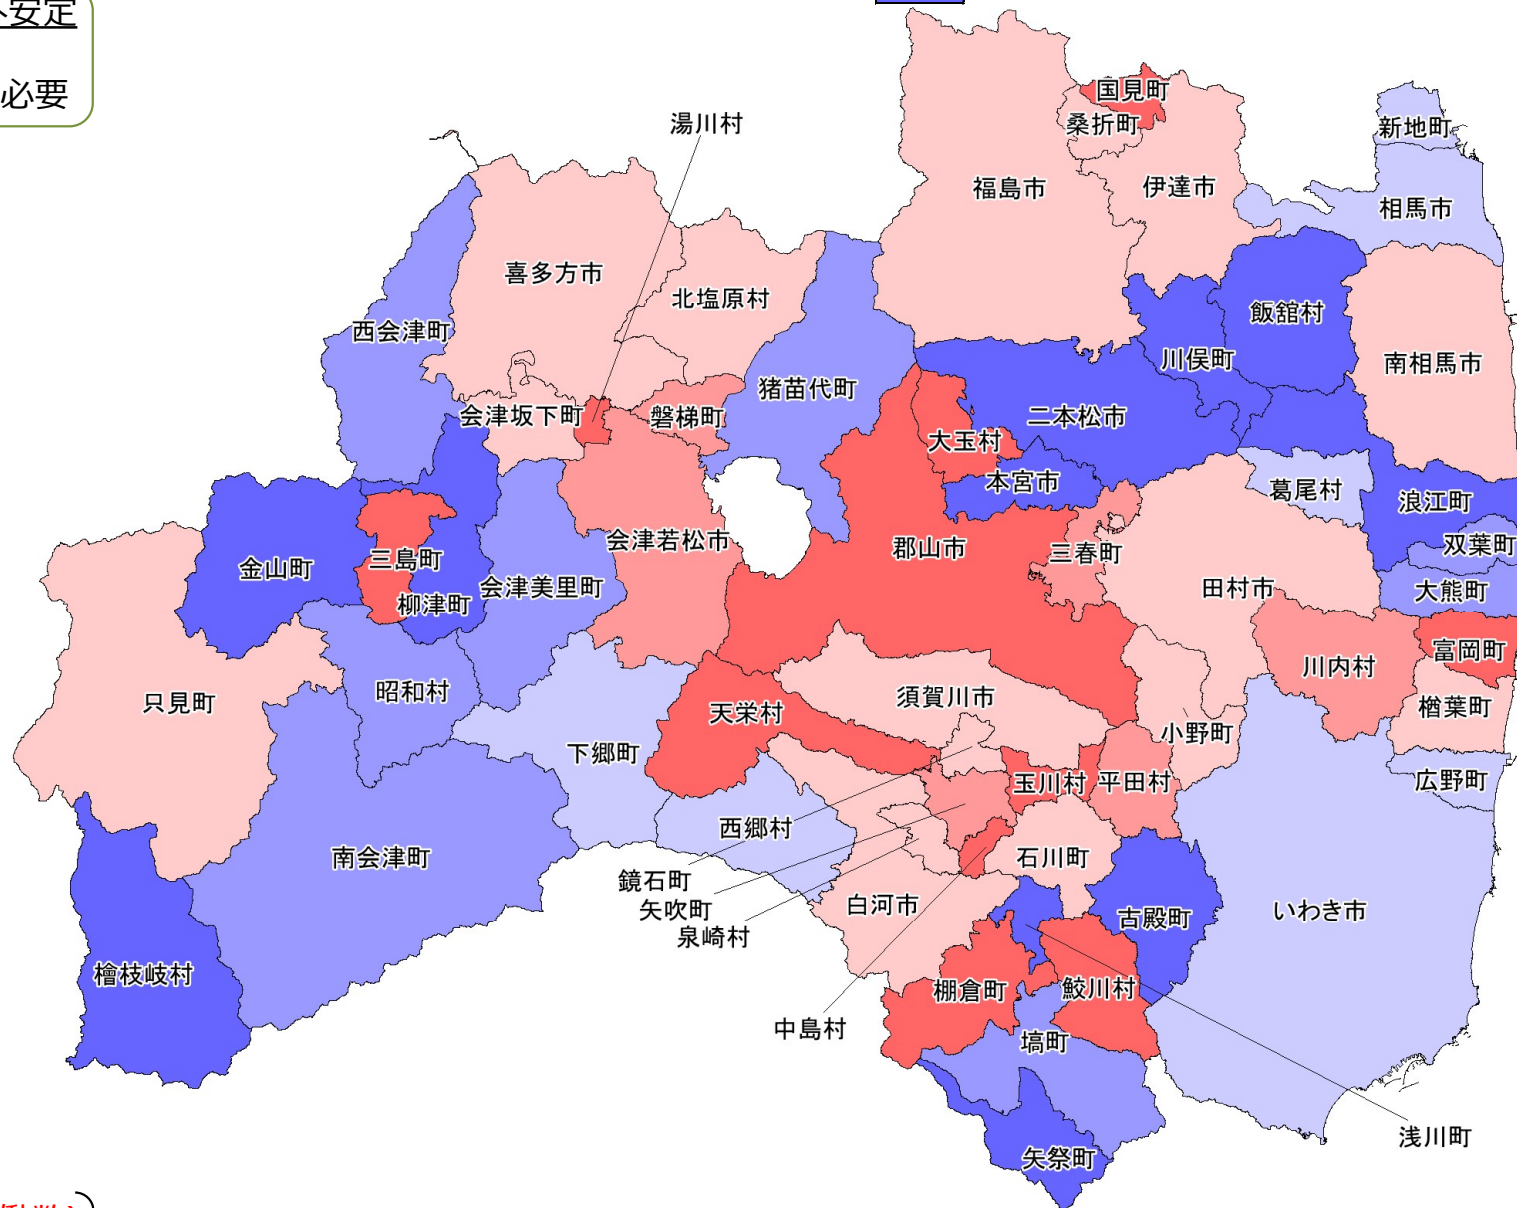 不安定
必要
国見町
湯川村
桑折町
新地町
福島市
伊達市
相馬市
喜多方市
北塩原村
飯舘村
西会津町
川俣町
南相馬市
猪苗代町
会津坂下町
磐梯町
二本松市
大玉村
本宮市
葛尾村
浪江町
会津若松市
郡山市
三春町
双葉町
三島町
金山町
会津美里町
田村市
大熊町
柳津町
富岡町
川内村
昭和村
只見町
須賀川市
天栄村
楢葉町
小野町
下郷町
玉川村
平田村
広野町
西郷村
南会津町
石川町
鏡石町
矢吹町
白河市
古殿町
いわき市
泉崎村
檜枝岐村
棚倉町
鮫川村
中島村
塙町
浅川町
矢祭町